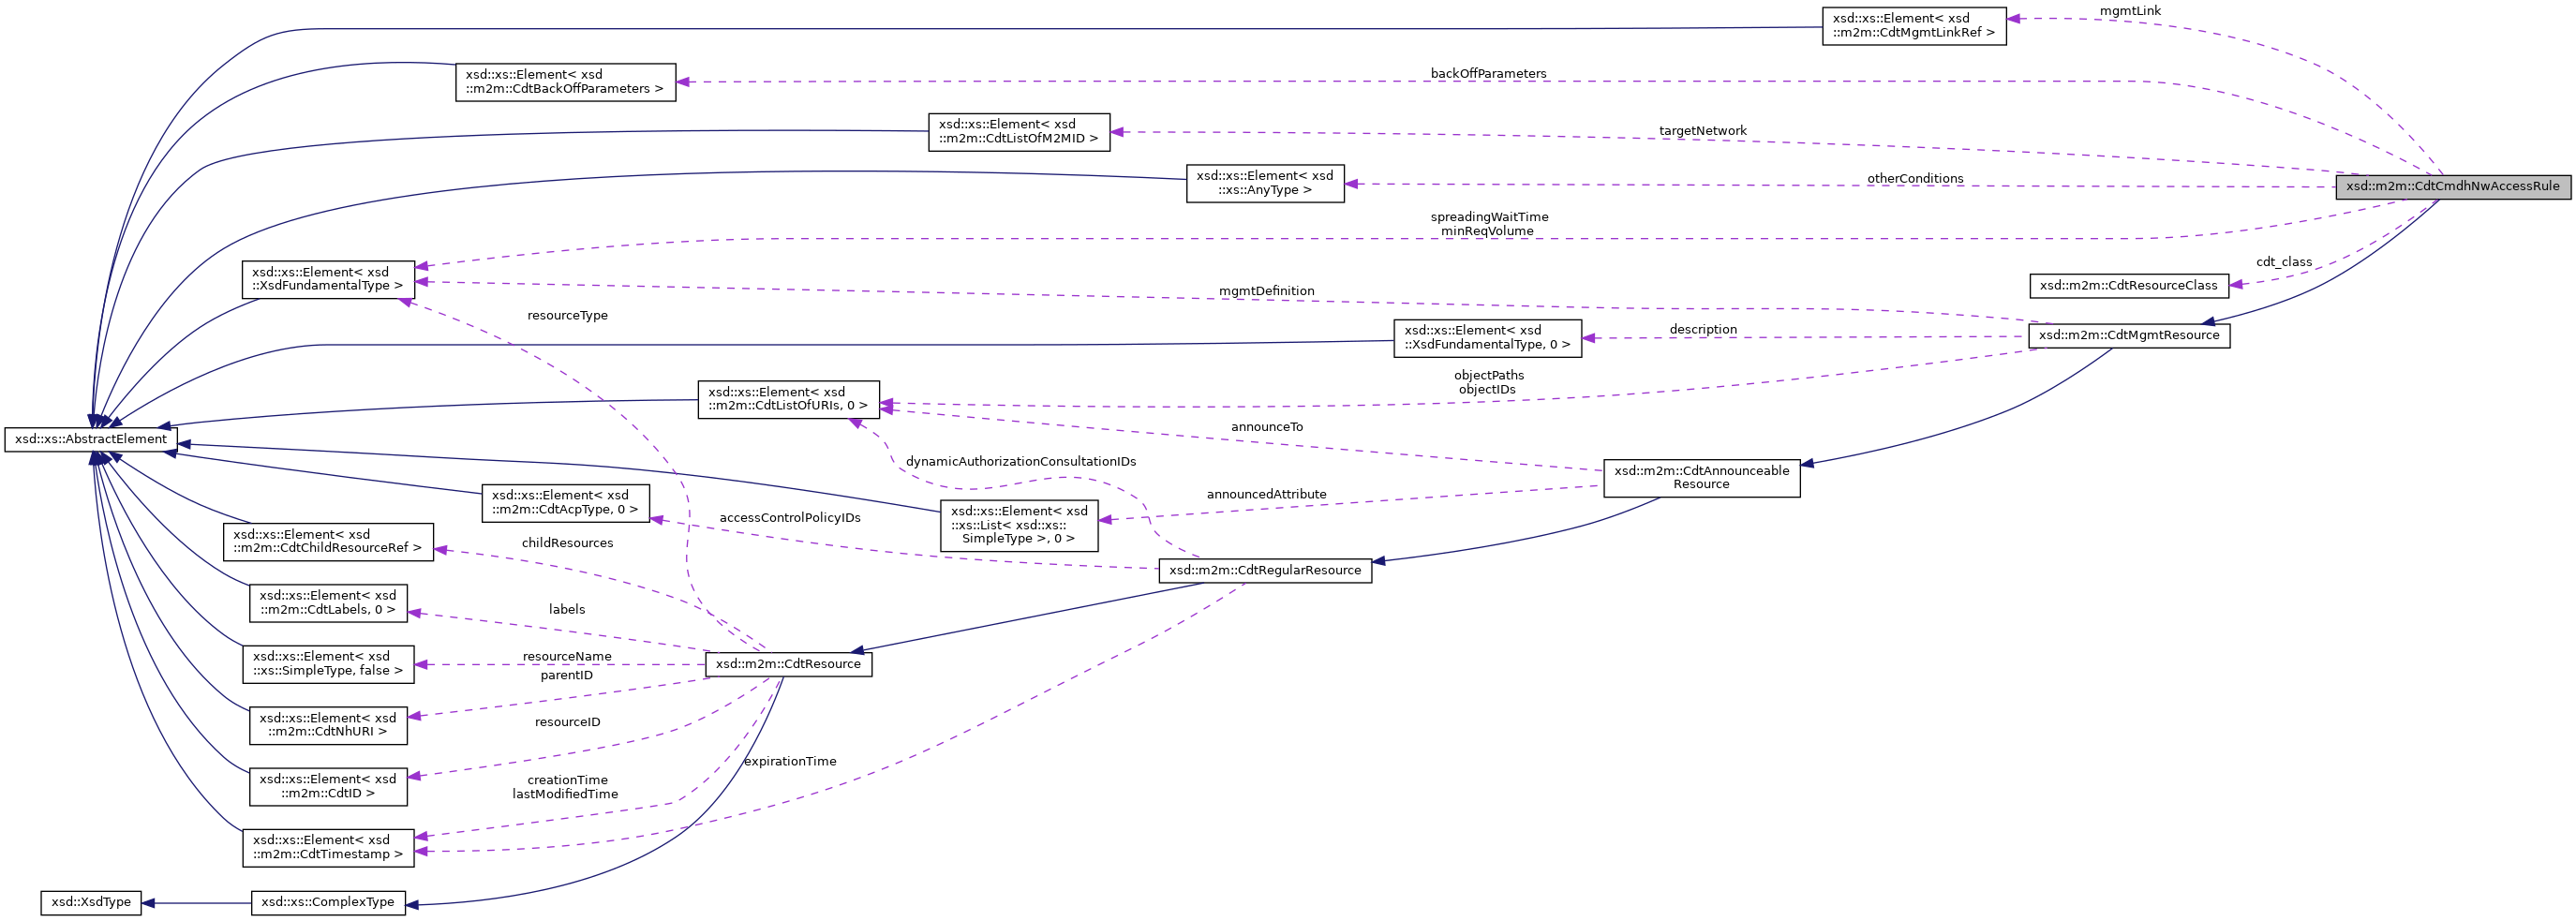 mgmtLink
xsd::xs::Element< xsd
::m2m::CdtMgmtLinkRef >
backOffParameters
xsd::xs::Element< xsd
::m2m::CdtBackOffParameters >
targetNetwork
xsd::xs::Element< xsd
::m2m::CdtListOfM2MID >
otherConditions
xsd::xs::Element< xsd
::xs::AnyType >
xsd::m2m::CdtCmdhNwAccessRule
spreadingWaitTime
minReqVolume
cdt_class
xsd::xs::Element< xsd
::XsdFundamentalType >
xsd::m2m::CdtResourceClass
mgmtDefinition
resourceType
description
xsd::xs::Element< xsd
::XsdFundamentalType, 0 >
xsd::m2m::CdtMgmtResource
objectPaths
objectIDs
xsd::xs::Element< xsd
::m2m::CdtListOfURIs, 0 >
announceTo
xsd::xs::AbstractElement
dynamicAuthorizationConsultationIDs
xsd::m2m::CdtAnnounceable
Resource
announcedAttribute
xsd::xs::Element< xsd
::m2m::CdtAcpType, 0 >
accessControlPolicyIDs
xsd::xs::Element< xsd
::xs::List< xsd::xs::
SimpleType >, 0 >
xsd::xs::Element< xsd
::m2m::CdtChildResourceRef >
childResources
xsd::m2m::CdtRegularResource
xsd::xs::Element< xsd
::m2m::CdtLabels, 0 >
labels
xsd::xs::Element< xsd
::xs::SimpleType, false >
resourceName
xsd::m2m::CdtResource
parentID
xsd::xs::Element< xsd
::m2m::CdtNhURI >
resourceID
xsd::xs::Element< xsd
::m2m::CdtID >
expirationTime
creationTime
lastModifiedTime
xsd::xs::Element< xsd
::m2m::CdtTimestamp >
xsd::XsdType
xsd::xs::ComplexType